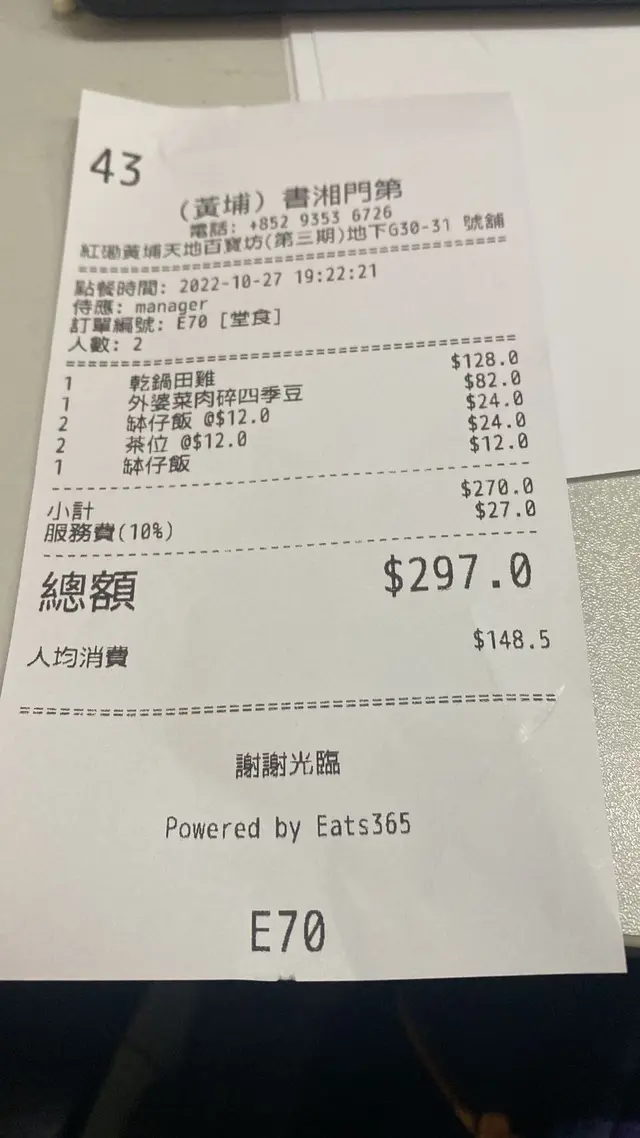 43
(黃埔) 書湘門第
電話: +852 9353 6726
紅磡黃埔天地百寶坊(第三期)地下G30-31 號舖
點餐時間: 2022-10-27 19:22:21
侍應: manager
訂單編號: E70 [堂食]
人數: 2
1 乾鍋田雞 $128.0
1 外婆菜肉碎四季豆 $82.0
2 缽仔飯 @$12.0 $24.0
2 茶位 @$12.0 $24.0
1 缽仔飯 $12.0
小計 $270.0
服務費(10%) $27.0
總額 $297.0
人均消費 $148.5
謝謝光臨
Powered by Eats365
E70